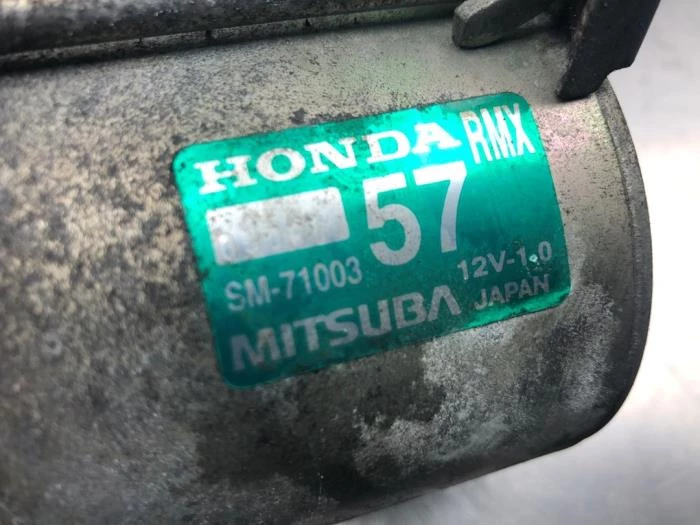 HONDA RMX
57
SM-71003 12V-1.0
MITSUBA JAPAN